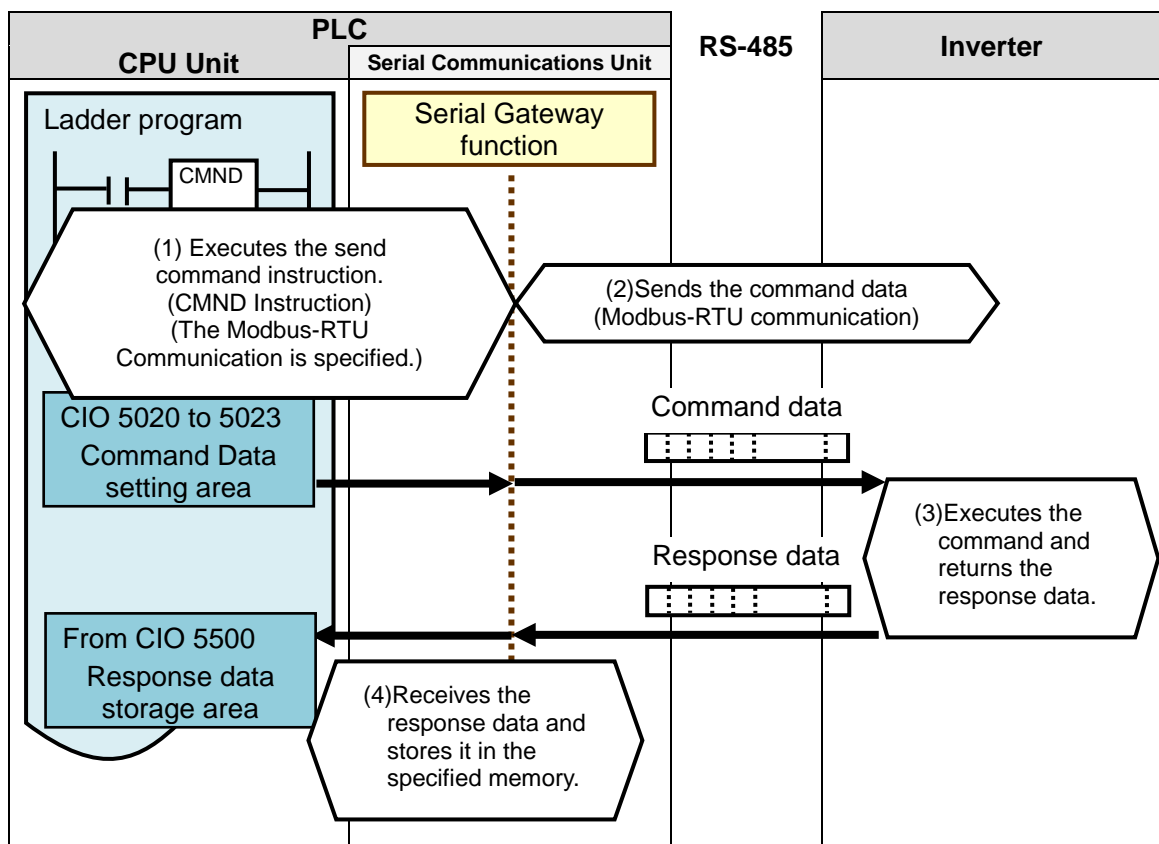 PLC
RS-485
Inverter
CPU Unit
Serial Communications Unit
Ladder program
CMND
Serial Gateway
function
(1) Executes the send
command instruction.
(CMND Instruction)
(The Modbus-RTU
Communication is specified.)
(2)Sends the command data
(Modbus-RTU communication)
CIO 5020 to 5023
Command Data
setting area
Command data
(3)Executes the
command and
returns the
response data.
Response data
From CIO 5500
Response data
storage area
(4)Receives the
response data and
stores it in the
specified memory.